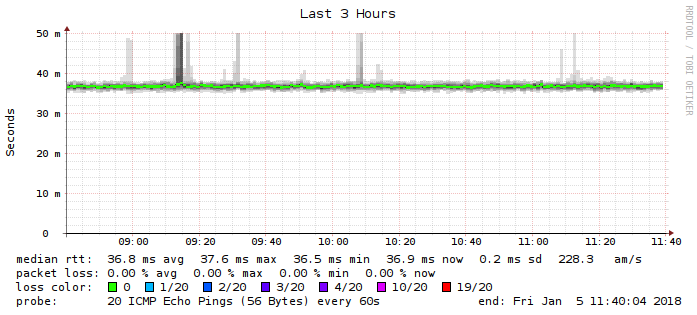 Last 3 Hours
RRDTOOL / TOBI OETIKER
Seconds
50 m
40 m
30 m
20 m
10 m
0
09:00 09:20 09:40 10:00 10:20 10:40 11:00 11:20 11:40
median rtt: 36.8 ms avg 37.6 ms max 36.5 ms min 36.9 ms now 0.2 ms sd 228.3 am/s
packet loss: 0.00 % avg 0.00 % max 0.00 % min 0.00 % now
loss color: 0 1/20 2/20 3/20 4/20 10/20 19/20
probe: 20 ICMP Echo Pings (56 Bytes) every 60s end: Fri Jan 5 11:40:04 2018